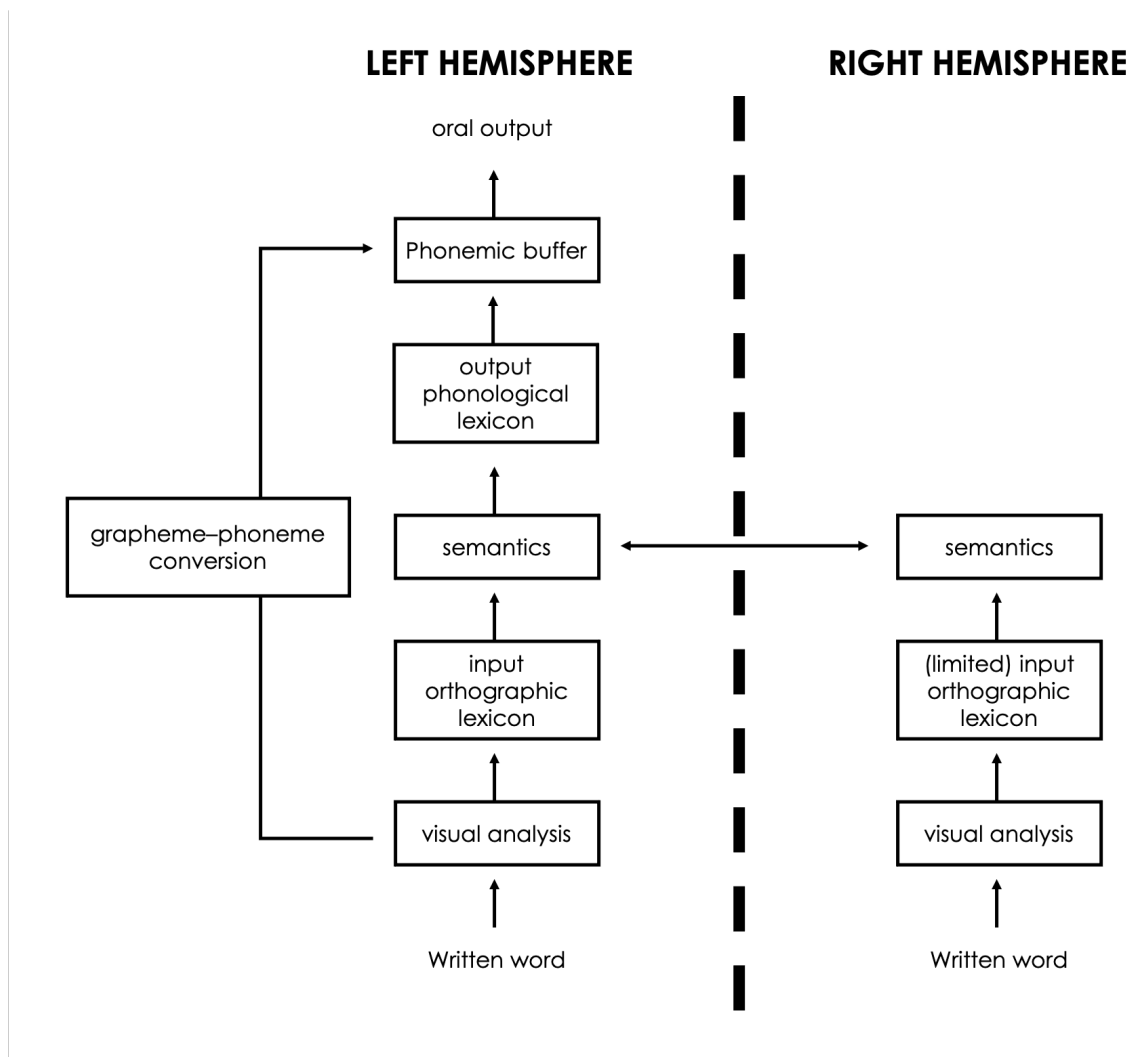 LEFT HEMISPHERE
RIGHT HEMISPHERE
oral output
Phonemic buffer
output
phonological
lexicon
grapheme–phoneme
conversion
semantics
semantics
input
orthographic
lexicon
(limited) input
orthographic
lexicon
visual analysis
visual analysis
Written word
Written word